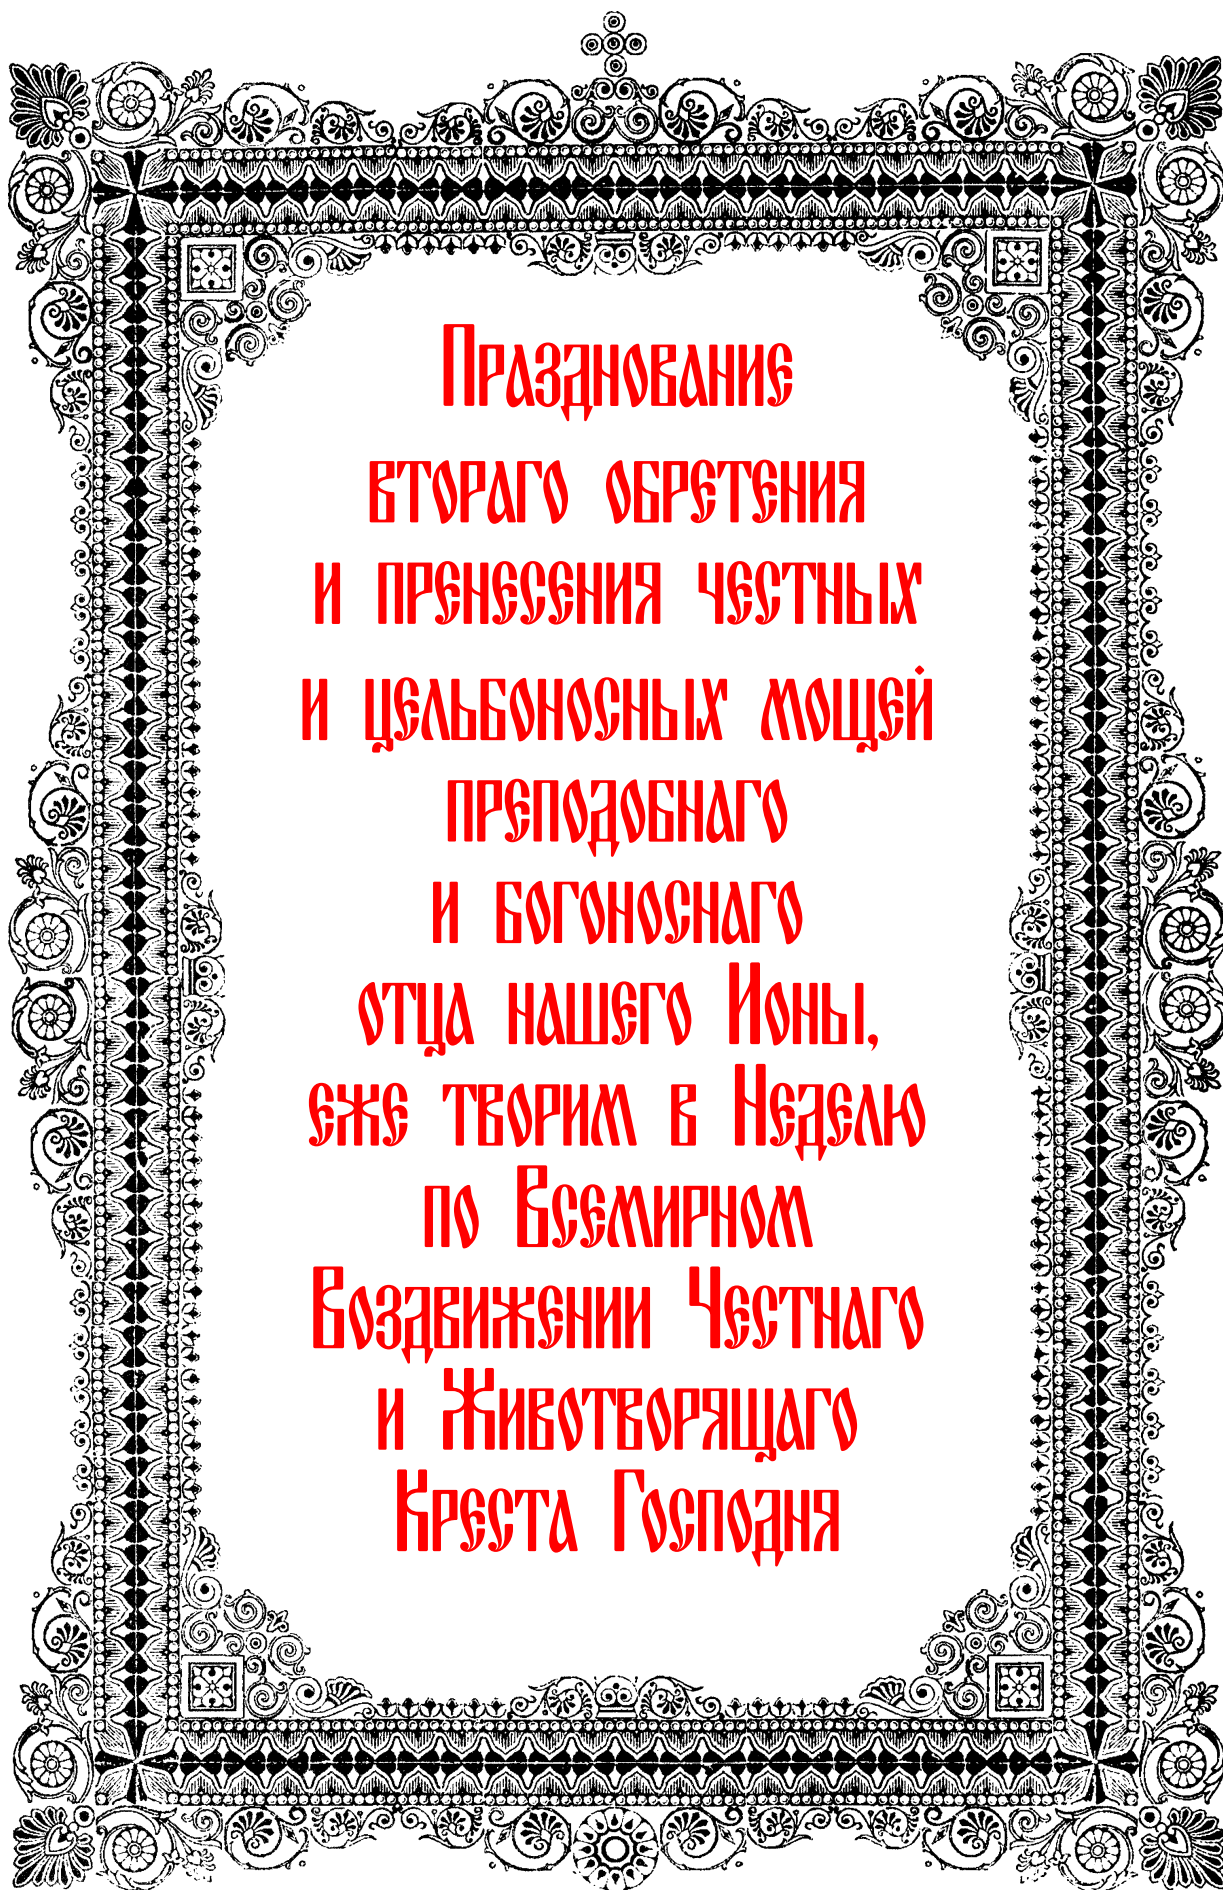 Празднование
втораго обретения
и пренесения честных
и цельбоносных мощей
преподобнаго
и богоноснаго
отца нашего Ионы,
еже творим в Неделю
по Всемирном
Воздвижении Честнаго
и Животворящаго
Креста Господня